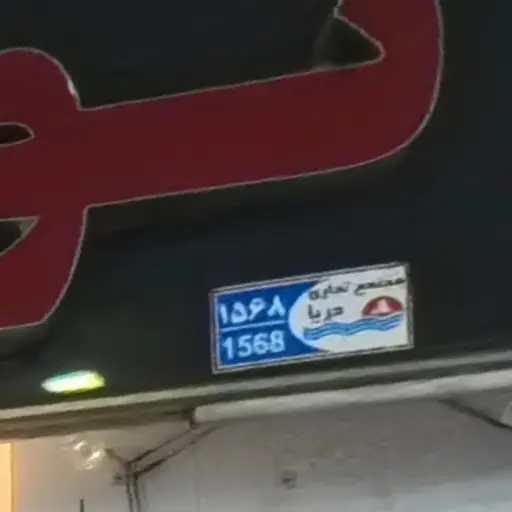 ۱۵۶۸
1568
مجتمع تجاری
دریا